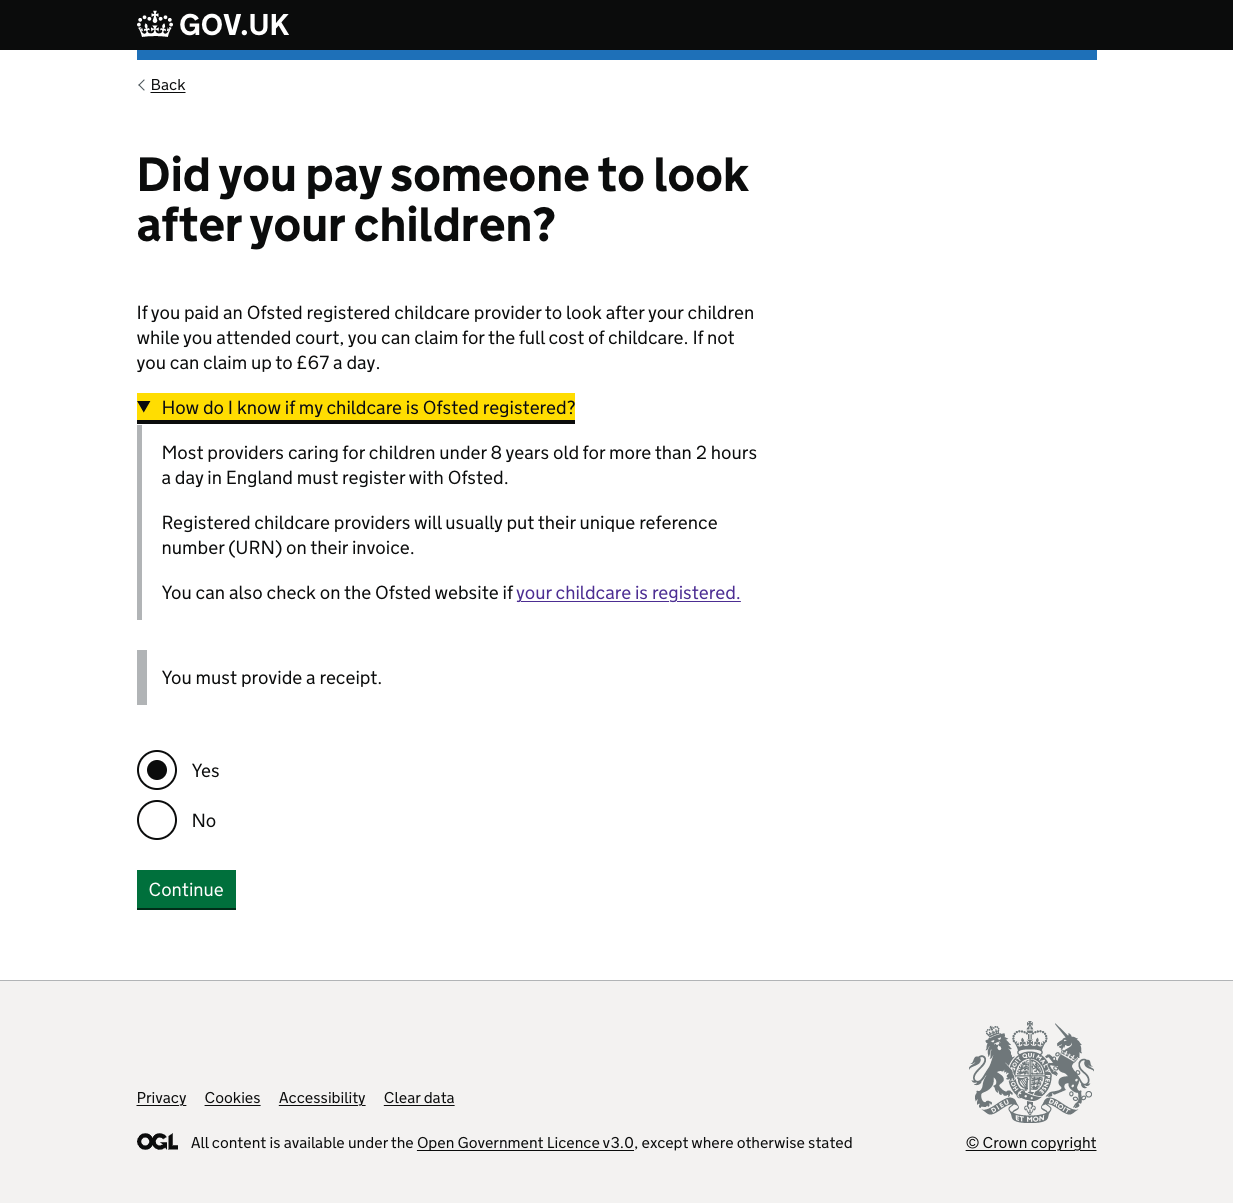 GOV.UK
Back
Did you pay someone to look
after your children?
If you paid an Ofsted registered childcare provider to look after your children
while you attended court, you can claim for the full cost of childcare. If not
you can claim up to £67 a day.
How do I know if my childcare is Ofsted registered?
Most providers caring for children under 8 years old for more than 2 hours
a day in England must register with Ofsted.
Registered childcare providers will usually put their unique reference
number (URN) on their invoice.
You can also check on the Ofsted website if your childcare is registered.
You must provide a receipt.
Yes
No
Continue
Privacy Cookies Accessibility Clear data
OGL All content is available under the Open Government Licence v3.0, except where otherwise stated
DIEU ET MON DROIT
© Crown copyright